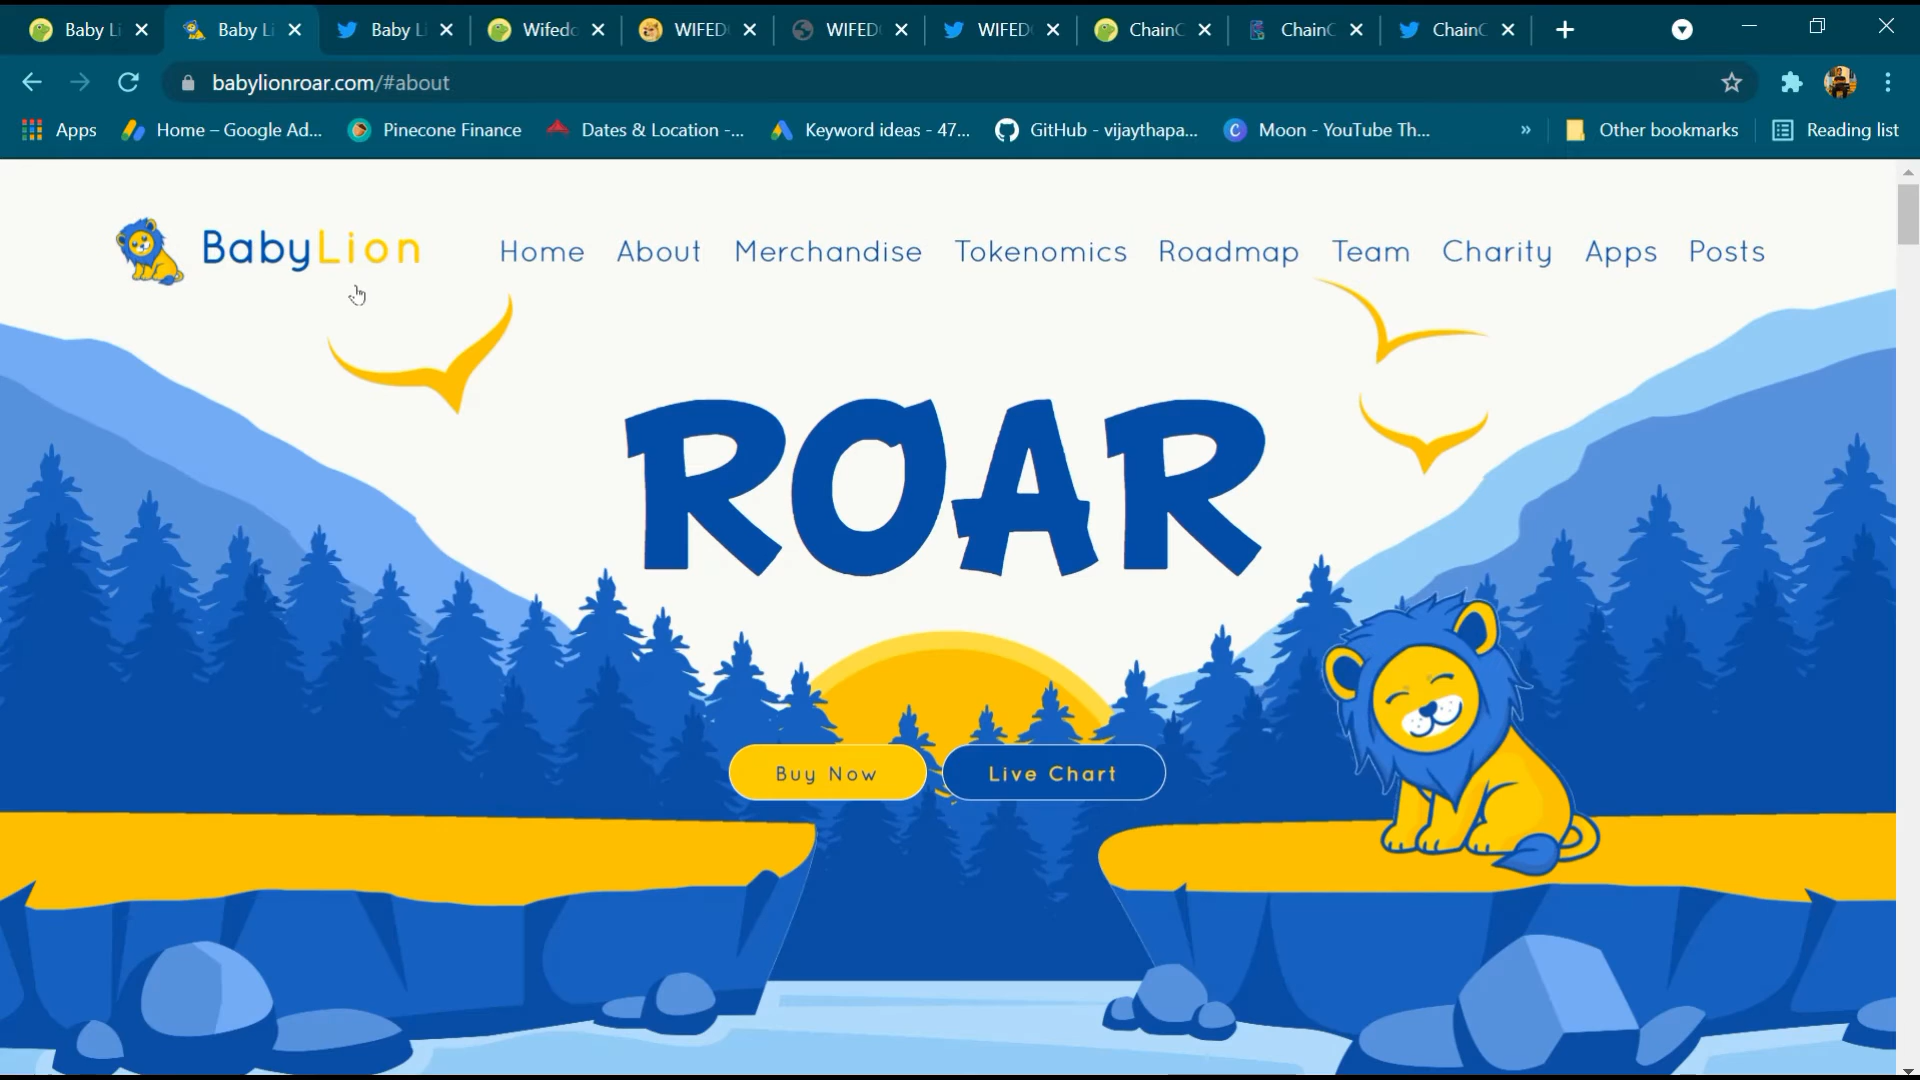 Baby Li
Baby Li
Baby Li
Wifedo
WIFED
WIFED
WIFED
ChainC
ChainC
ChainC
babylionroar.com/#about
Apps
Home – Google Ad...
Pinecone Finance
Dates & Location -...
Keyword ideas - 47...
GitHub - vijaythapa...
Moon - YouTube Th...
»
Other bookmarks
Reading list
BabyLion
Home
About
Merchandise
Tokenomics
Roadmap
Team
Charity
Apps
Posts
ROAR
Buy Now
Live Chart